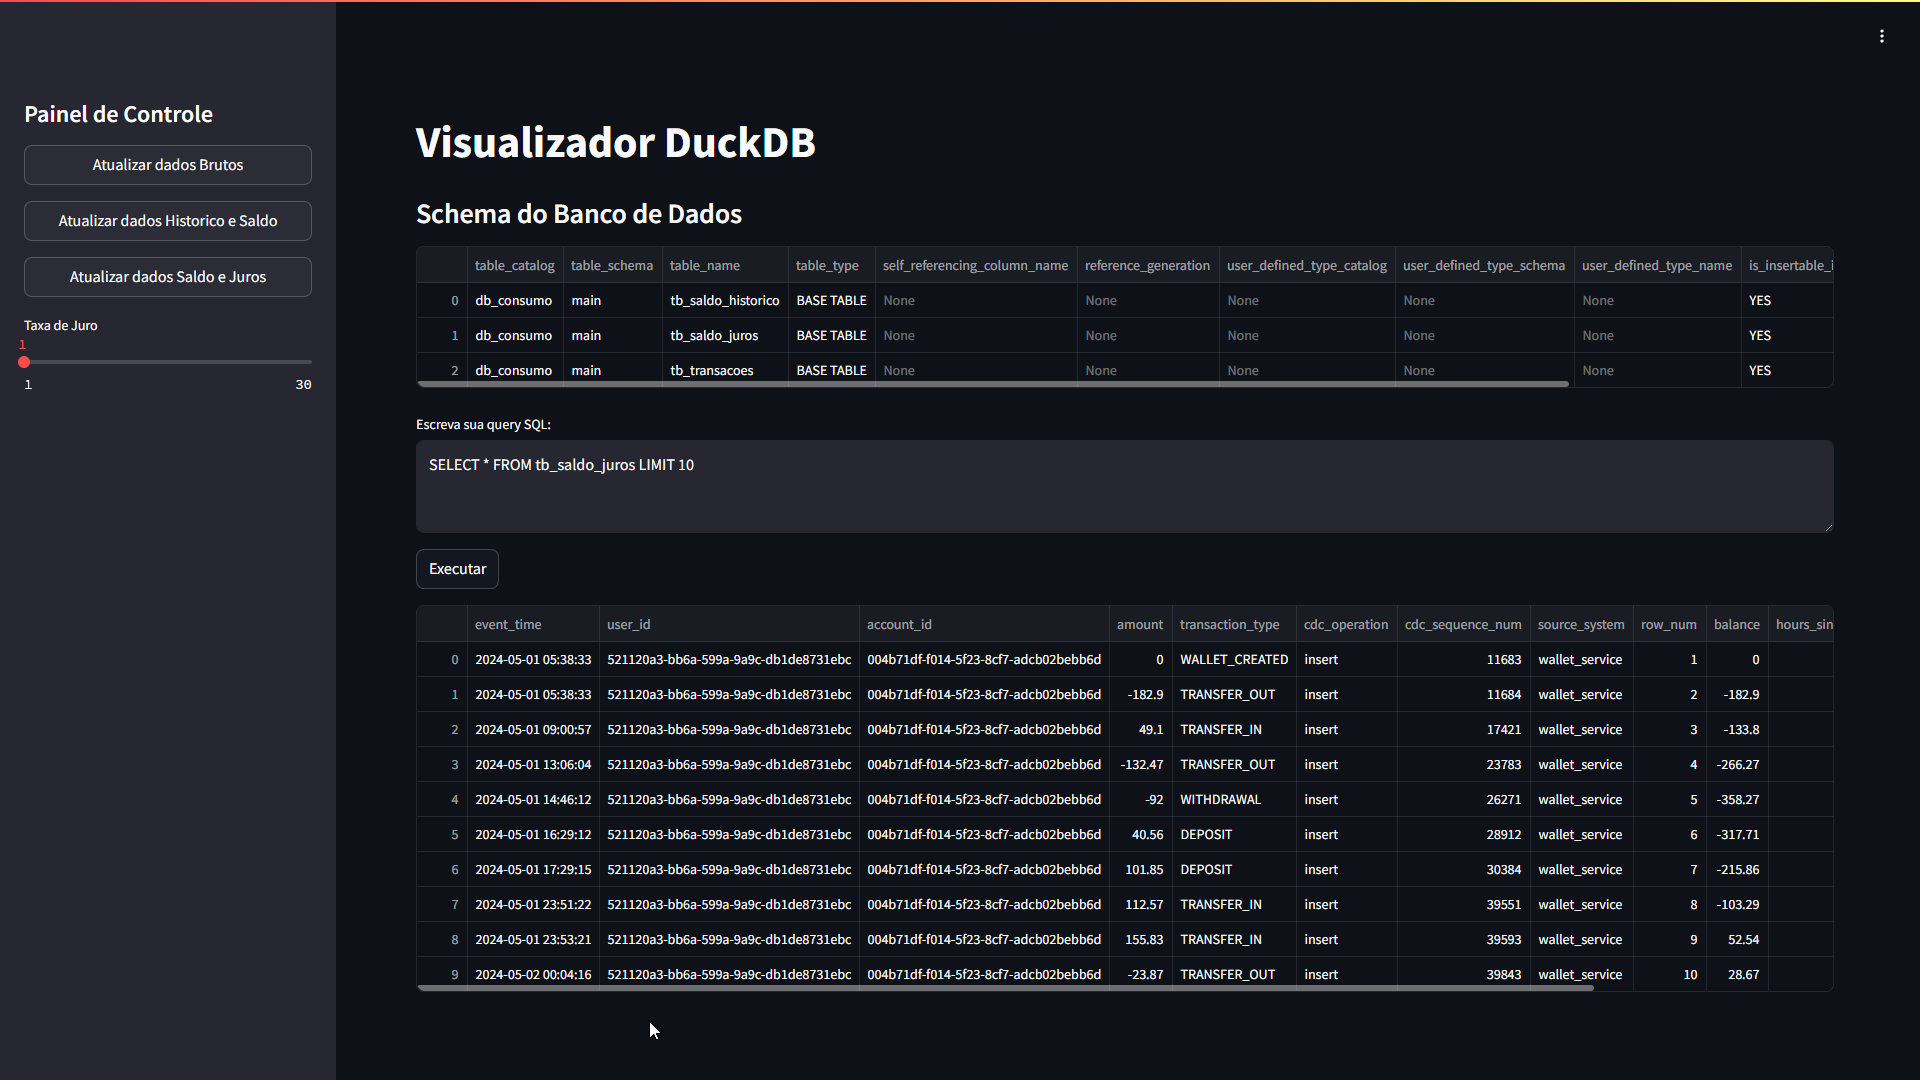 Painel de Controle
Atualizar dados Brutos
Atualizar dados Historico e Saldo
Atualizar dados Saldo e Juros
Taxa de Juro
1
1 30
Visualizador DuckDB
Schema do Banco de Dados
table_catalog table_schema table_name table_type self_referencing_column_name reference_generation user_defined_type_catalog user_defined_type_schema user_defined_type_name is_insertable_i
0 db_consumo main tb_saldo_historico BASE TABLE None None None None None YES
1 db_consumo main tb_saldo_juros BASE TABLE None None None None None YES
2 db_consumo main tb_transacoes BASE TABLE None None None None None YES
Escreva sua query SQL:
SELECT * FROM tb_saldo_juros LIMIT 10
Executar
event_time user_id account_id amount transaction_type cdc_operation cdc_sequence_num source_system row_num balance hours_sin
0 2024-05-01 05:38:33 521120a3-bb6a-599a-9a9c-db1de8731ebc 004b71df-f014-5f23-8cf7-adcb02bebb6d 0 WALLET_CREATED insert 11683 wallet_service 1 0
1 2024-05-01 05:38:33 521120a3-bb6a-599a-9a9c-db1de8731ebc 004b71df-f014-5f23-8cf7-adcb02bebb6d -182.9 TRANSFER_OUT insert 11684 wallet_service 2 -182.9
2 2024-05-01 09:00:57 521120a3-bb6a-599a-9a9c-db1de8731ebc 004b71df-f014-5f23-8cf7-adcb02bebb6d 49.1 TRANSFER_IN insert 17421 wallet_service 3 -133.8
3 2024-05-01 13:06:04 521120a3-bb6a-599a-9a9c-db1de8731ebc 004b71df-f014-5f23-8cf7-adcb02bebb6d -132.47 TRANSFER_OUT insert 23783 wallet_service 4 -266.27
4 2024-05-01 14:46:12 521120a3-bb6a-599a-9a9c-db1de8731ebc 004b71df-f014-5f23-8cf7-adcb02bebb6d -92 WITHDRAWAL insert 26271 wallet_service 5 -358.27
5 2024-05-01 16:29:12 521120a3-bb6a-599a-9a9c-db1de8731ebc 004b71df-f014-5f23-8cf7-adcb02bebb6d 40.56 DEPOSIT insert 28912 wallet_service 6 -317.71
6 2024-05-01 17:29:15 521120a3-bb6a-599a-9a9c-db1de8731ebc 004b71df-f014-5f23-8cf7-adcb02bebb6d 101.85 DEPOSIT insert 30384 wallet_service 7 -215.86
7 2024-05-01 23:51:22 521120a3-bb6a-599a-9a9c-db1de8731ebc 004b71df-f014-5f23-8cf7-adcb02bebb6d 112.57 TRANSFER_IN insert 39551 wallet_service 8 -103.29
8 2024-05-01 23:53:21 521120a3-bb6a-599a-9a9c-db1de8731ebc 004b71df-f014-5f23-8cf7-adcb02bebb6d 155.83 TRANSFER_IN insert 39593 wallet_service 9 52.54
9 2024-05-02 00:04:16 521120a3-bb6a-599a-9a9c-db1de8731ebc 004b71df-f014-5f23-8cf7-adcb02bebb6d -23.87 TRANSFER_OUT insert 39843 wallet_service 10 28.67